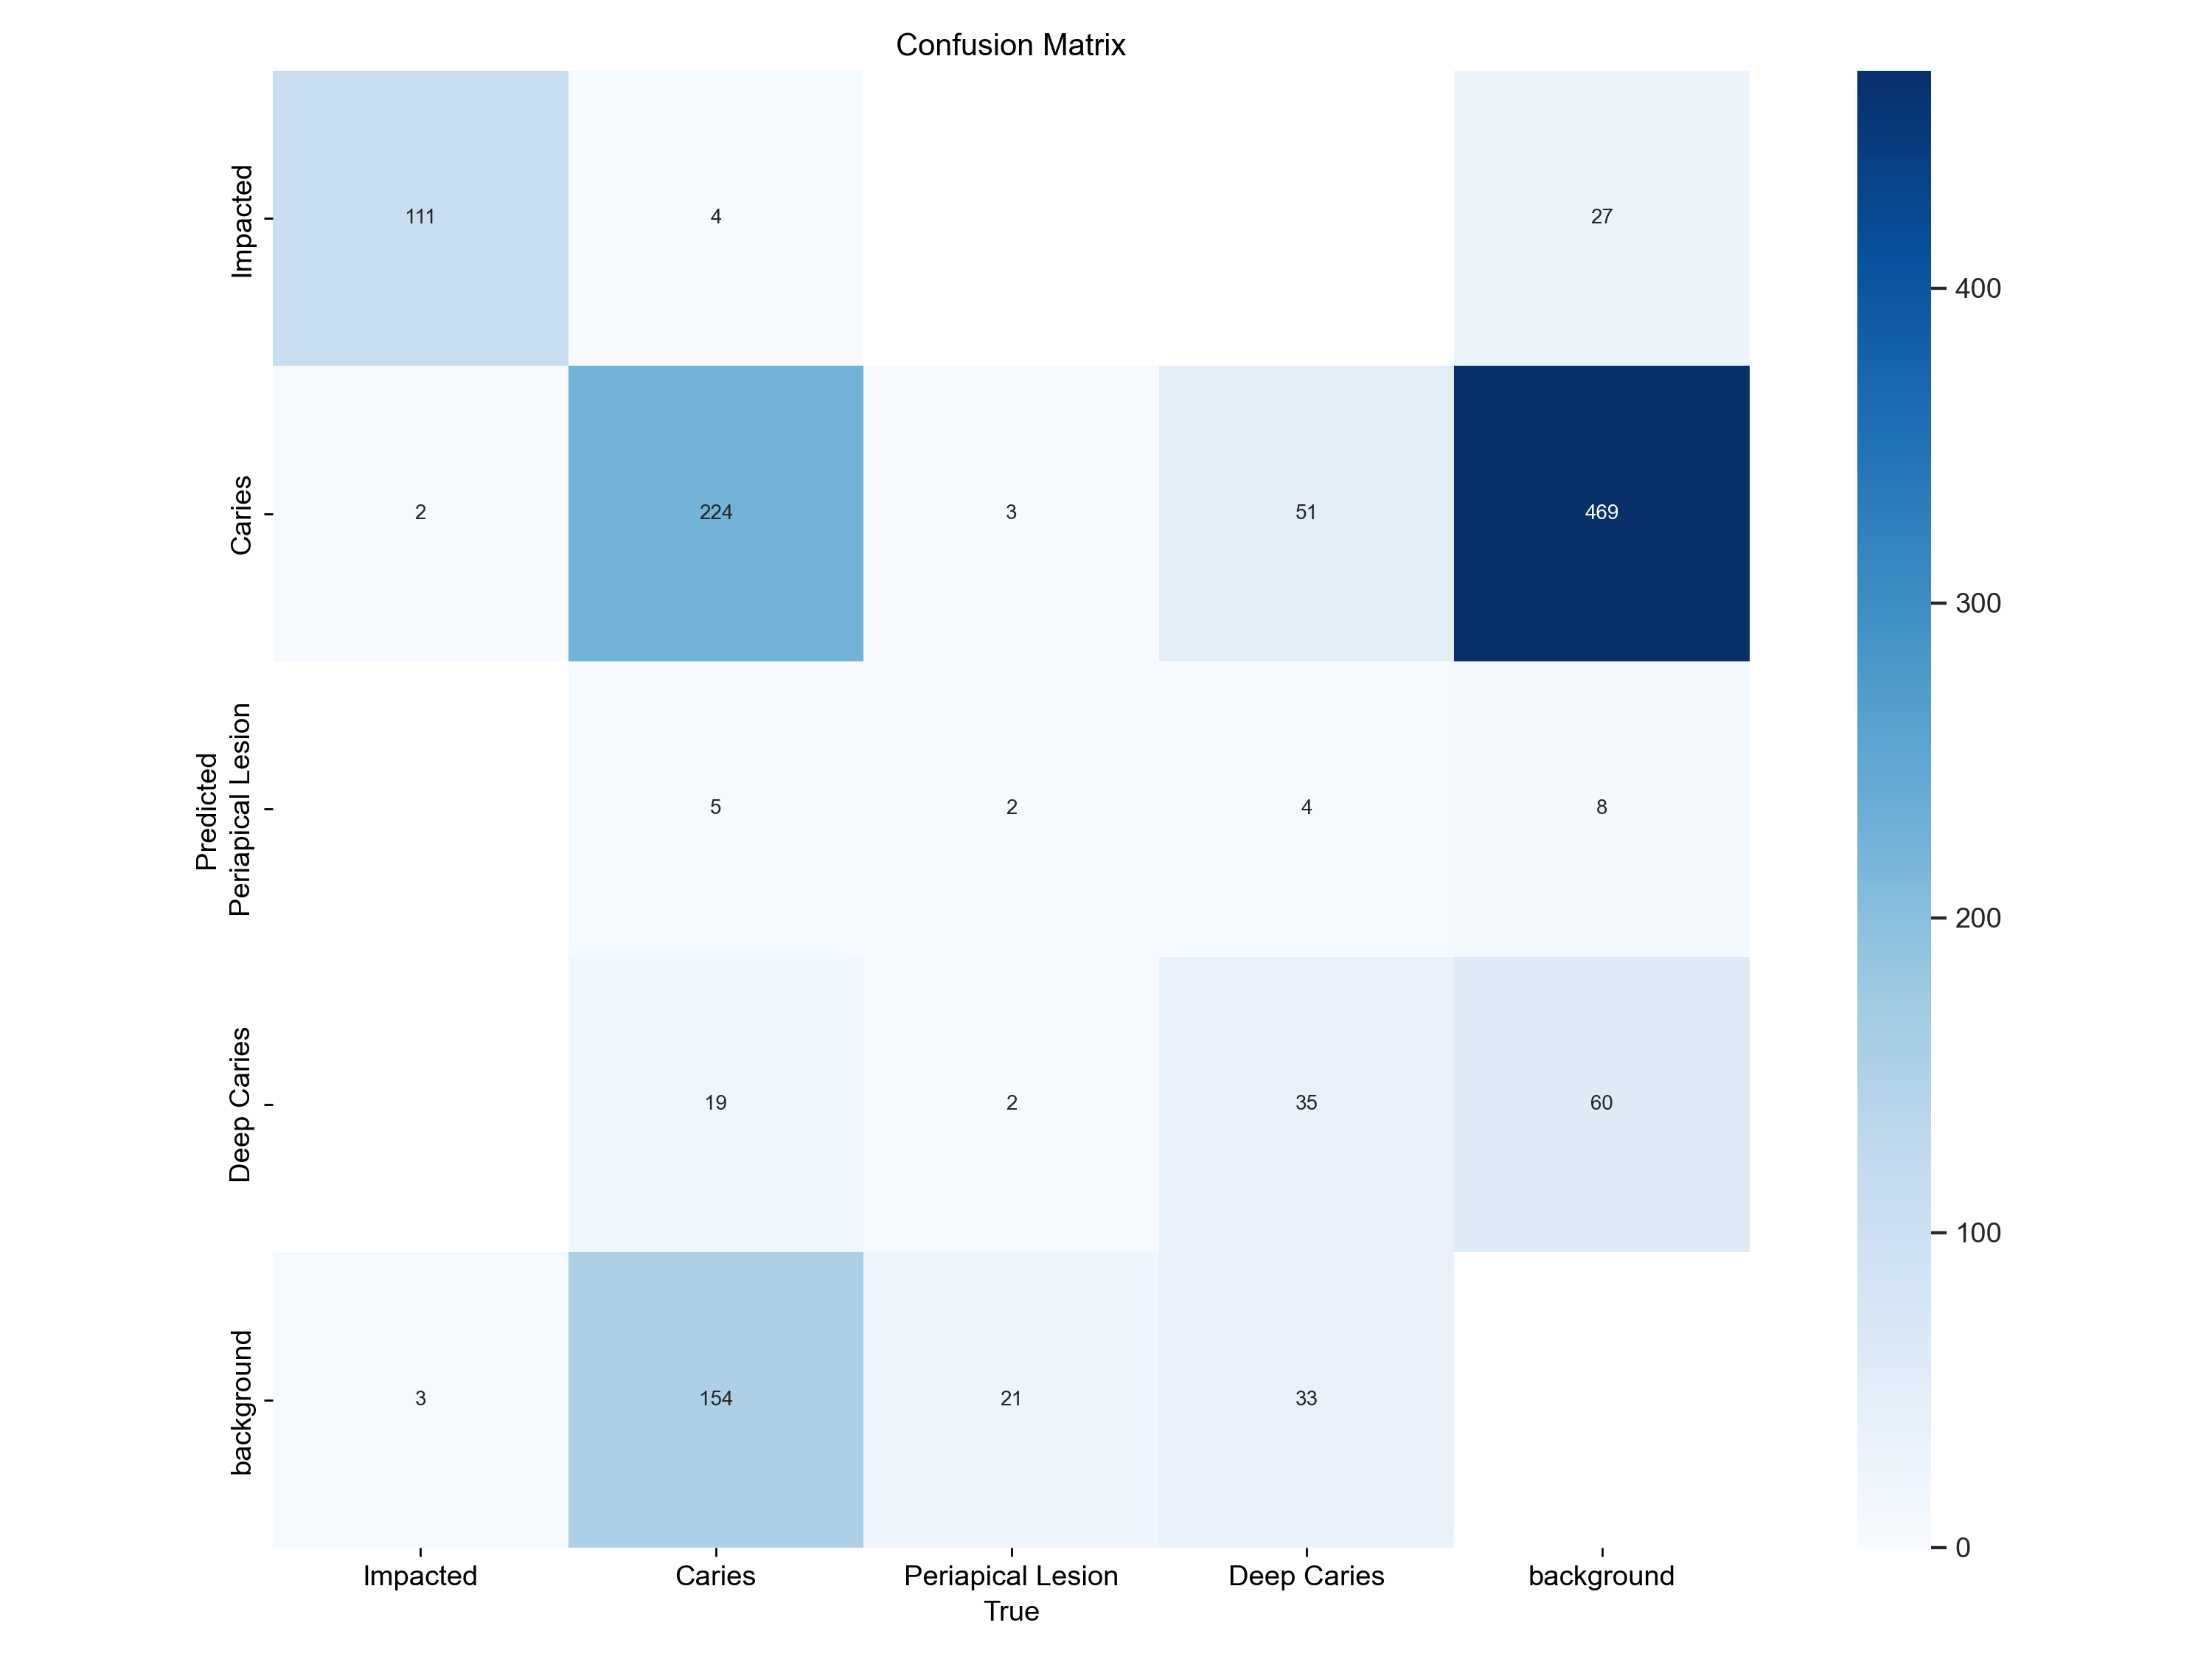 Confusion Matrix
Impacted
111 4 27
400
Caries
2 224 3 51 469
300
Predicted
Periapical Lesion
5 2 4 8
200
Deep Caries
19 2 35 60
100
background
3 154 21 33
0
Impacted Caries Periapical Lesion Deep Caries background
True